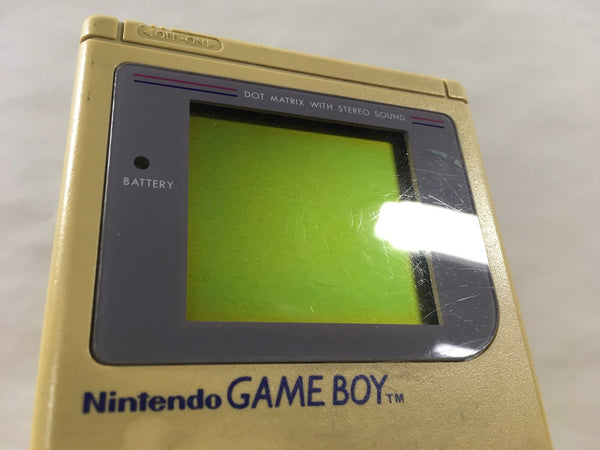 ◁OFF•ON▷
DOT MATRIX WITH STEREO SOUND
BATTERY
Nintendo GAME BOY™